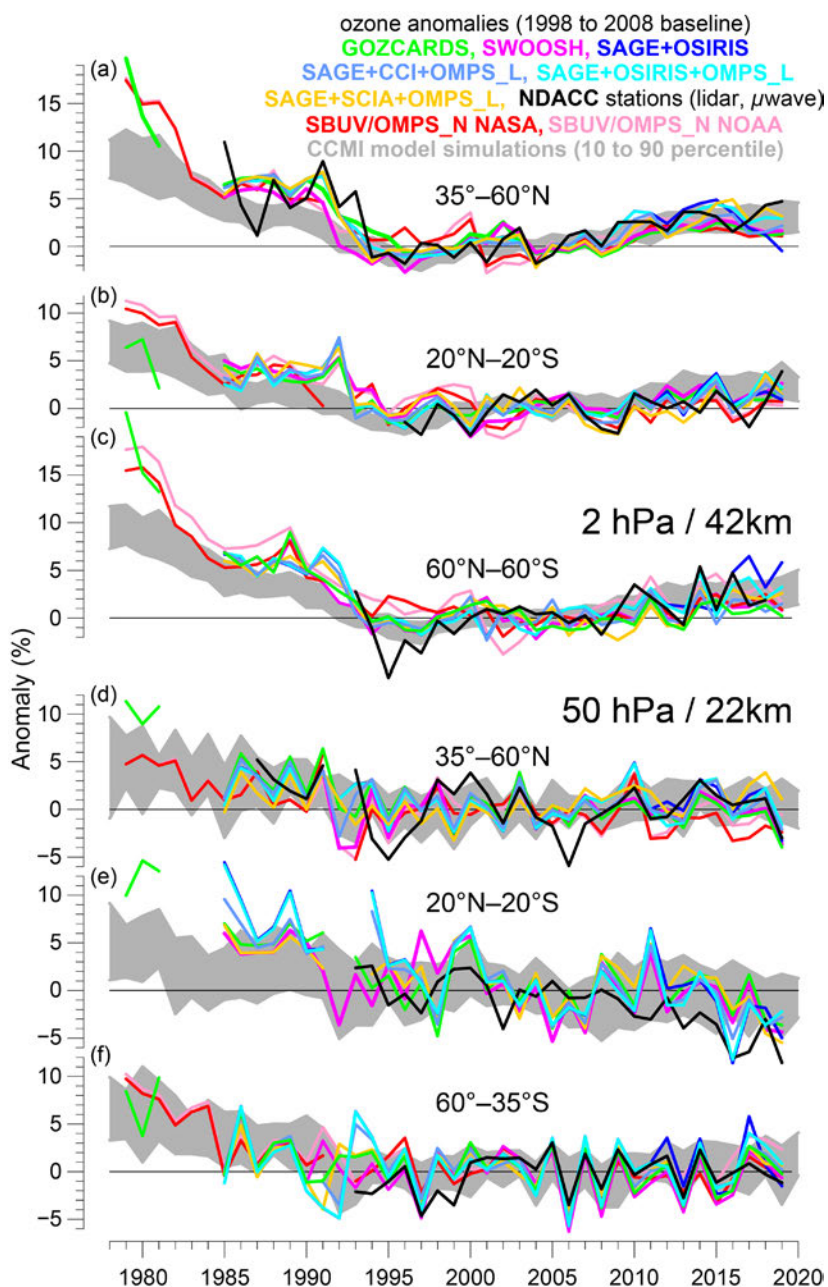 ozone anomalies (1998 to 2008 baseline)
GOZCARDS, SWOOSH, SAGE+OSIRIS
SAGE+CCI+OMPS_L, SAGE+OSIRIS+OMPS_L
SAGE+SCIA+OMPS_L, NDACC stations (lidar, μwave)
SBUV/OMPS_N NASA, SBUV/OMPS_N NOAA
CCMI model simulations (10 to 90 percentile)
(a)
35°–60°N
15
10
5
0
(b)
20°N–20°S
10
5
0
(c)
2 hPa / 42km
60°N–60°S
15
10
5
0
Anomaly (%)
(d)
50 hPa / 22km
35°–60°N
10
5
0
−5
(e)
20°N–20°S
10
5
0
−5
(f)
60°–35°S
10
5
0
−5
1980 1985 1990 1995 2000 2005 2010 2015 2020